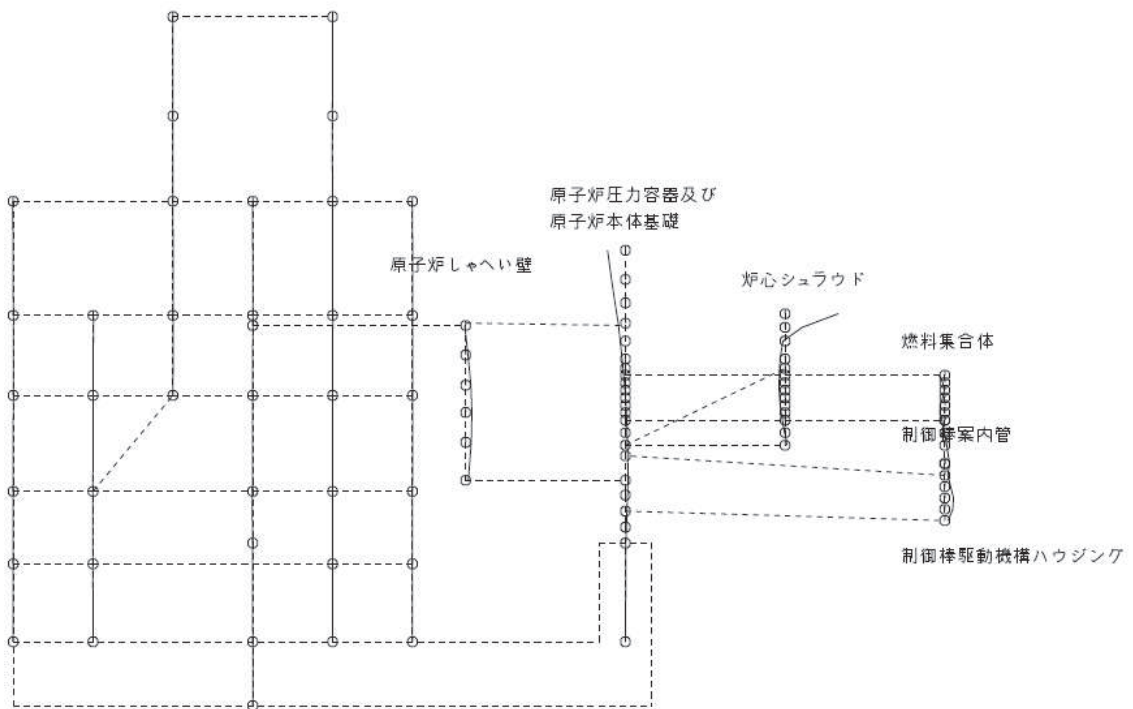 原子炉圧力容器及び
原子炉本体基礎
原子炉しゃへい壁
炉心シュラウド
燃料集合体
制御棒案内管
制御棒駆動機構ハウジング